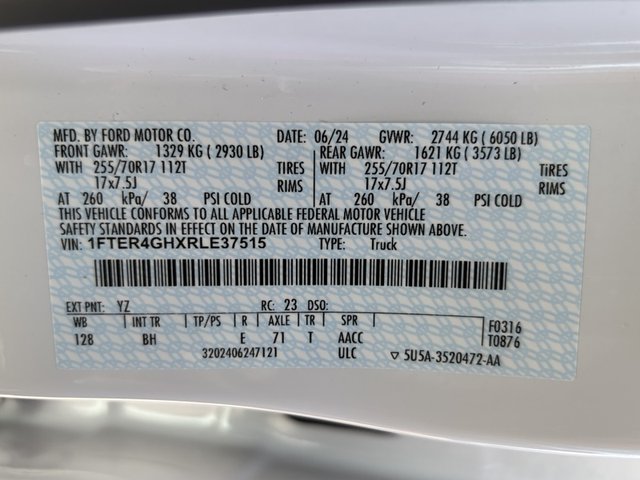 MFD. BY FORD MOTOR CO. DATE: 06/24 GVWR: 2744 KG ( 6050 LB)
FRONT GAWR: 1329 KG ( 2930 LB) REAR GAWR: 1621 KG ( 3573 LB)
WITH 255/70R17 112T TIRES WITH 255/70R17 112T TIRES
17x7.5J RIMS 17x7.5J RIMS
AT 260 kPa/ 38 PSI COLD AT 260 kPa/ 38 PSI COLD
THIS VEHICLE CONFORMS TO ALL APPLICABLE FEDERAL MOTOR VEHICLE
SAFETY STANDARDS IN EFFECT ON THE DATE OF MANUFACTURE SHOWN ABOVE.
VIN: 1FTER4GHXRLE37515 TYPE: Truck
EXT PNT: YZ RC: 23 DSO:
WB INT TR TP/PS R AXLE TR SPR F0316
128 BH E 71 T AACC T0876
3202406247121 ULC ▽ 5U5A-3520472-AA